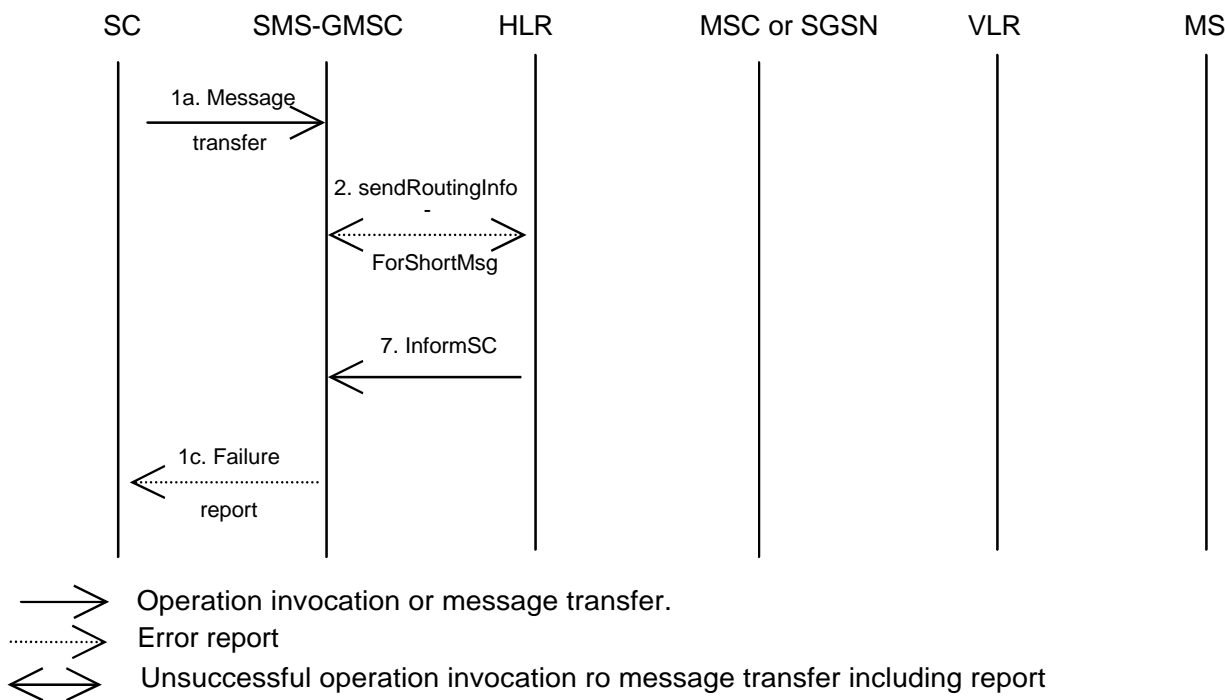 SC SMS-GMSC HLR MSC or SGSN VLR MS
1a. Message
transfer
2. sendRoutingInfo
-
ForShortMsg
7. InformSC
1c. Failure
report
Operation invocation or message transfer.
Error report
Unsuccessful operation invocation ro message transfer including report